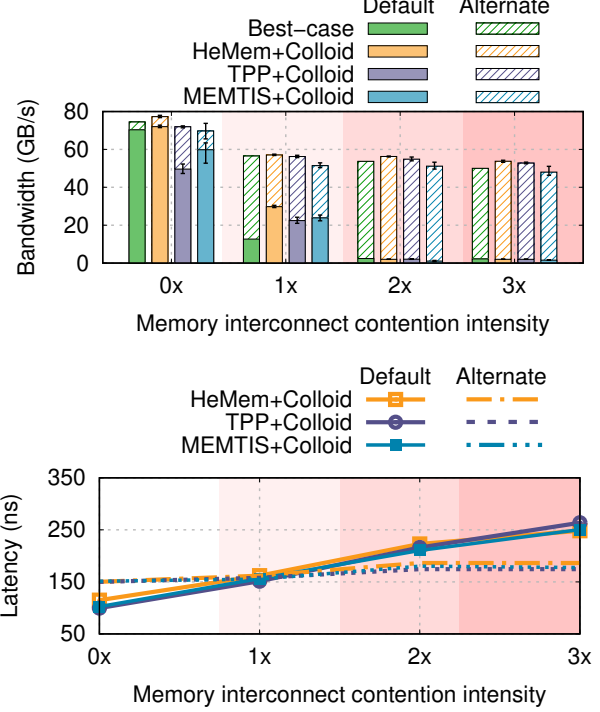 Default Alternate
Best−case
HeMem+Colloid
TPP+Colloid
MEMTIS+Colloid
80
60
40
20
0
Bandwidth (GB/s)
0x 1x 2x 3x
Memory interconnect contention intensity
Default Alternate
HeMem+Colloid
TPP+Colloid
MEMTIS+Colloid
350
250
150
50
Latency (ns)
0x 1x 2x 3x
Memory interconnect contention intensity